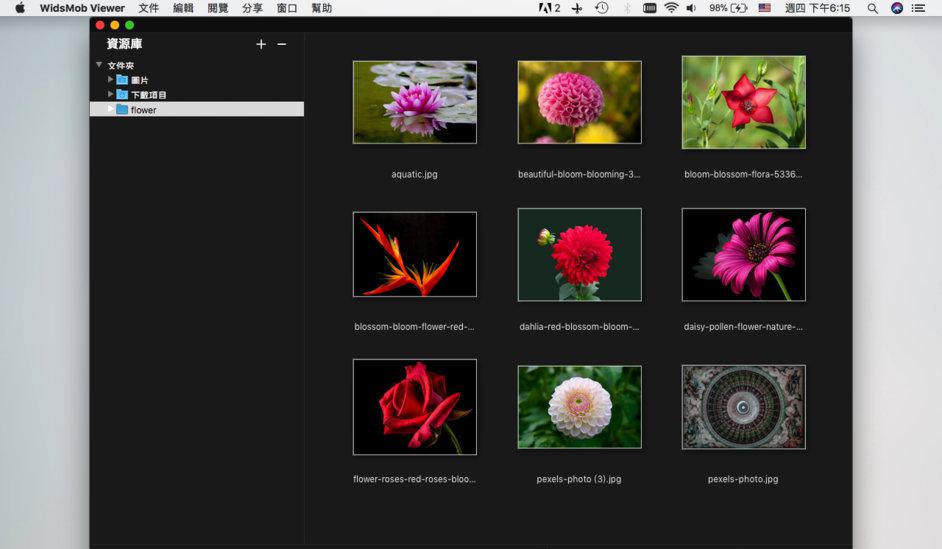 WidsMob Viewer 文件 編輯 閱覽 分享 窗口 幫助 2 98% 週四 下午6:15
資源庫 + −
文件夾
圖片
下載項目
flower
aquatic.jpg beautiful-bloom-blooming-3... bloom-blossom-flora-5336...
blossom-bloom-flower-red-... dahlia-red-blossom-bloom-... daisy-pollen-flower-nature-...
flower-roses-red-roses-bloo... pexels-photo (3).jpg pexels-photo.jpg